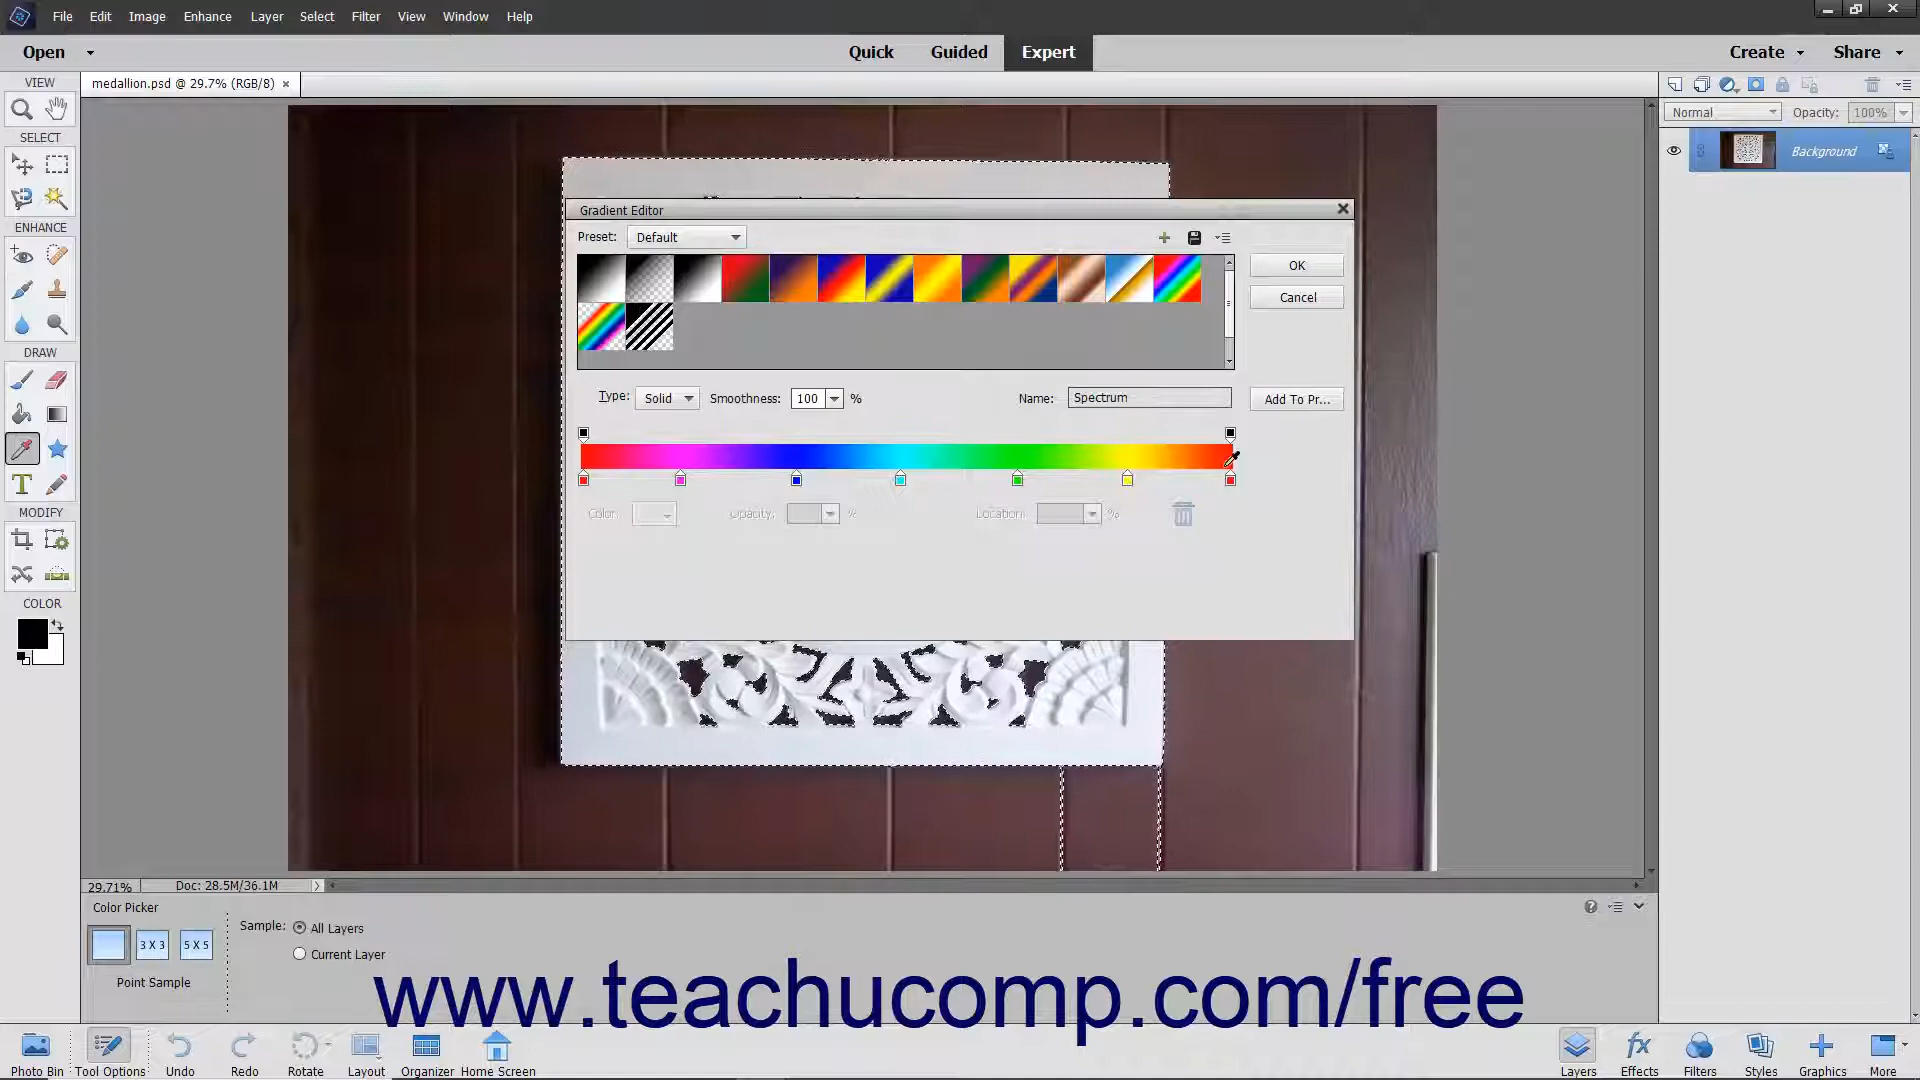 File Edit Image Enhance Layer Select Filter View Window Help
Open Quick Guided Expert Create Share
VIEW
medallion.psd @ 29.7% (RGB/8) ×
Normal Opacity: 100%
Background
SELECT
ENHANCE
DRAW
MODIFY
COLOR
Gradient Editor
Preset: Default
OK
Cancel
Type: Solid Smoothness: 100 % Name: Spectrum Add To Pr...
Color: Opacity: % Location: %
29.71% Doc: 28.5M/36.1M
Color Picker
Sample: All Layers
Current Layer
3 X 3 5 X 5
Point Sample
www.teachucomp.com/free
Photo Bin Tool Options Undo Redo Rotate Layout Organizer Home Screen Layers Effects Filters Styles Graphics More